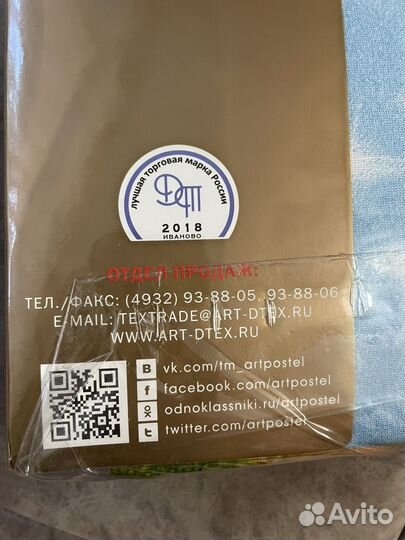 лучшая торговая марка России
ДСТП
2018
ИВАНОВО
ОТДЕЛ ПРОДАЖ:
ТЕЛ./ФАКС: (4932) 93-88-05, 93-88-06
E-MAIL: TEXTRADE@ART-DTEX.RU
WWW.ART-DTEX.RU
vk.com/tm_artpostel
facebook.com/artpostel
odnoklassniki.ru/artpostel
twitter.com/artpostel
Avito